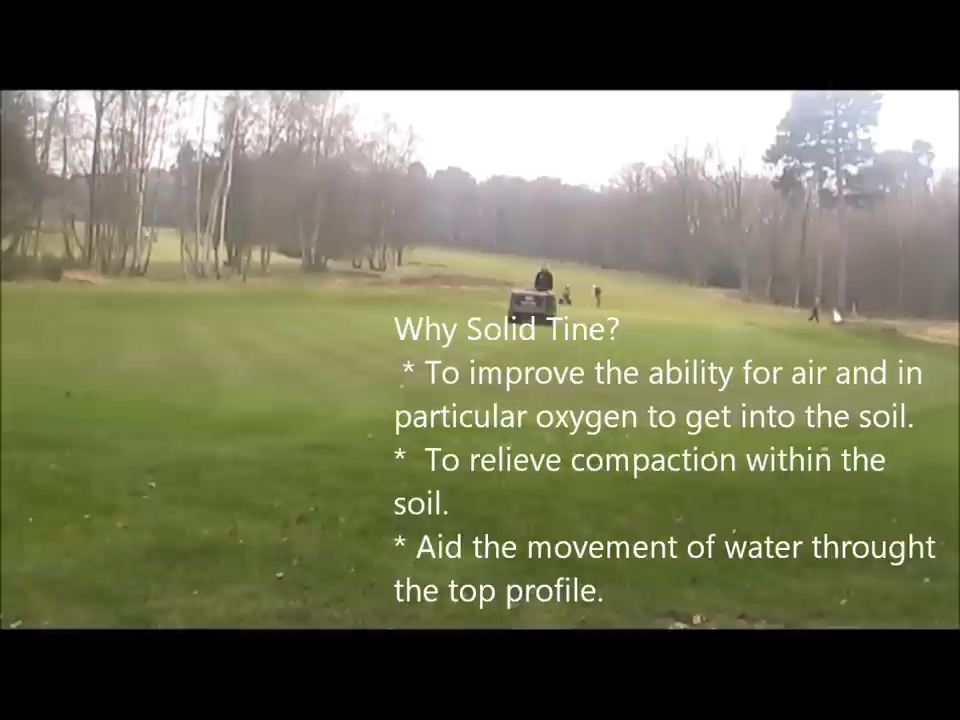 Why Solid Tine?
* To improve the ability for air and in
particular oxygen to get into the soil.
*  To relieve compaction within the
soil.
* Aid the movement of water throught
the top profile.